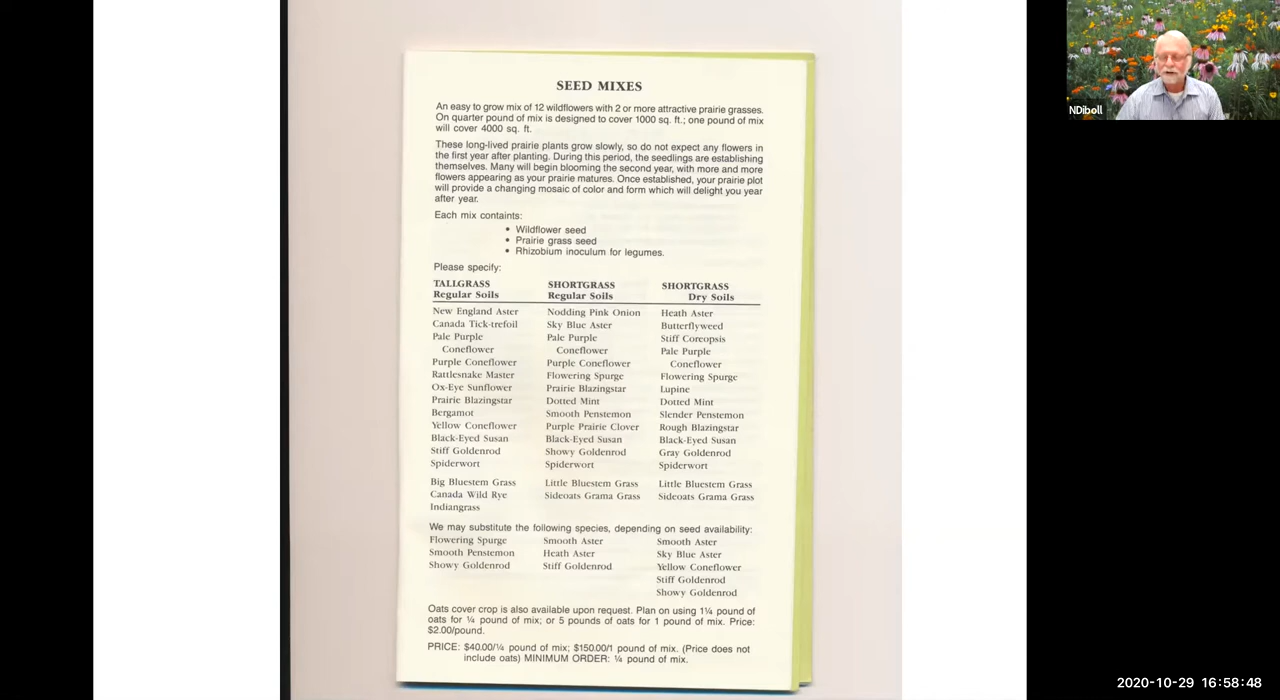 SEED MIXES
An easy to grow mix of 12 wildflowers with 2 or more attractive prairie grasses.
On quarter pound of mix is designed to cover 1000 sq. ft.; one pound of mix
will cover 4000 sq. ft.
These long-lived prairie plants grow slowly, so do not expect any flowers in
the first year after planting. During this period, the seedlings are establishing
themselves. Many will begin blooming the second year, with more and more
flowers appearing as your prairie matures. Once established, your prairie plot
will provide a changing mosaic of color and form which will delight you year
after year.
Each mix containts:
• Wildflower seed
• Prairie grass seed
• Rhizobium inoculum for legumes.
Please specify:
TALLGRASS
Regular Soils
New England Aster
Canada Tick-trefoil
Pale Purple
Coneflower
Purple Coneflower
Rattlesnake Master
Ox-Eye Sunflower
Prairie Blazingstar
Bergamot
Yellow Coneflower
Black-Eyed Susan
Stiff Goldenrod
Spiderwort
Big Bluestem Grass
Canada Wild Rye
Indiangrass
SHORTGRASS
Regular Soils
Nodding Pink Onion
Sky Blue Aster
Pale Purple
Coneflower
Purple Coneflower
Flowering Spurge
Prairie Blazingstar
Dotted Mint
Smooth Penstemon
Purple Prairie Clover
Black-Eyed Susan
Showy Goldenrod
Spiderwort
Little Bluestem Grass
Sideoats Grama Grass
SHORTGRASS
Dry Soils
Heath Aster
Butterflyweed
Stiff Coreopsis
Pale Purple
Coneflower
Flowering Spurge
Lupine
Dotted Mint
Slender Penstemon
Rough Blazingstar
Black-Eyed Susan
Gray Goldenrod
Spiderwort
Little Bluestem Grass
Sideoats Grama Grass
We may substitute the following species, depending on seed availability:
Flowering Spurge
Smooth Penstemon
Showy Goldenrod
Smooth Aster
Heath Aster
Stiff Goldenrod
Smooth Aster
Sky Blue Aster
Yellow Coneflower
Stiff Goldenrod
Showy Goldenrod
Oats cover crop is also available upon request. Plan on using 1¼ pound of
oats for ¼ pound of mix; or 5 pounds of oats for 1 pound of mix. Price:
$2.00/pound.
PRICE: $40.00/¼ pound of mix; $150.00/1 pound of mix. (Price does not
include oats) MINIMUM ORDER: ¼ pound of mix.
NDiboll
2020-10-29 16:58:48